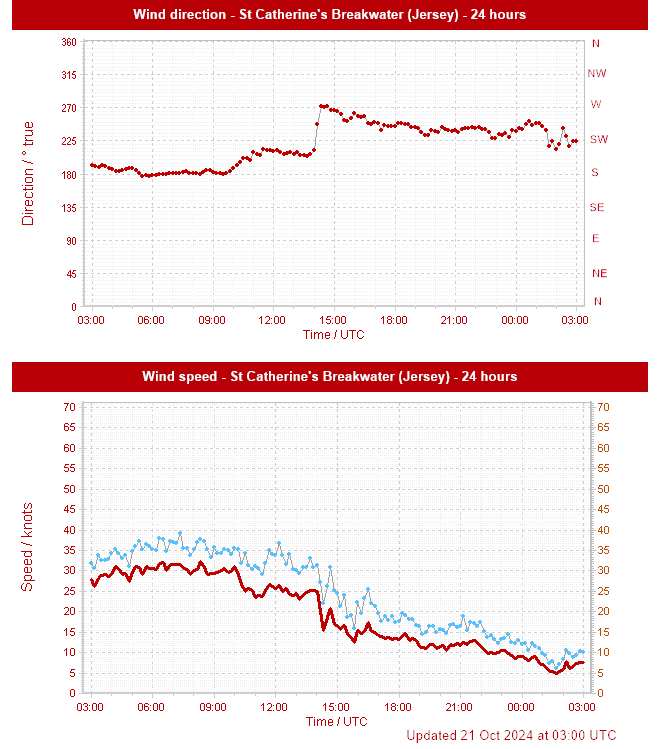 Wind direction - St Catherine's Breakwater (Jersey) - 24 hours
360 N
315 NW
270 W
225 SW
180 S
135 SE
90 E
45 NE
0 N
Direction / ° true
03:00 06:00 09:00 12:00 15:00 18:00 21:00 00:00 03:00
Time / UTC
Wind speed - St Catherine's Breakwater (Jersey) - 24 hours
70 70
65 65
60 60
55 55
50 50
45 45
40 40
35 35
30 30
25 25
20 20
15 15
10 10
5 5
0 0
Speed / knots
03:00 06:00 09:00 12:00 15:00 18:00 21:00 00:00 03:00
Time / UTC
Updated 21 Oct 2024 at 03:00 UTC